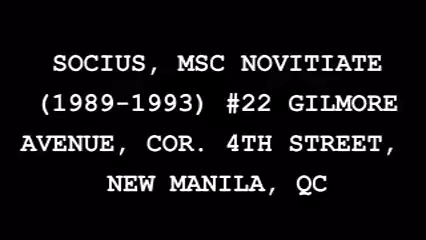 SOCIUS, MSC NOVITIATE
(1989-1993) #22 GILMORE
AVENUE, COR. 4TH STREET,
NEW MANILA, QC